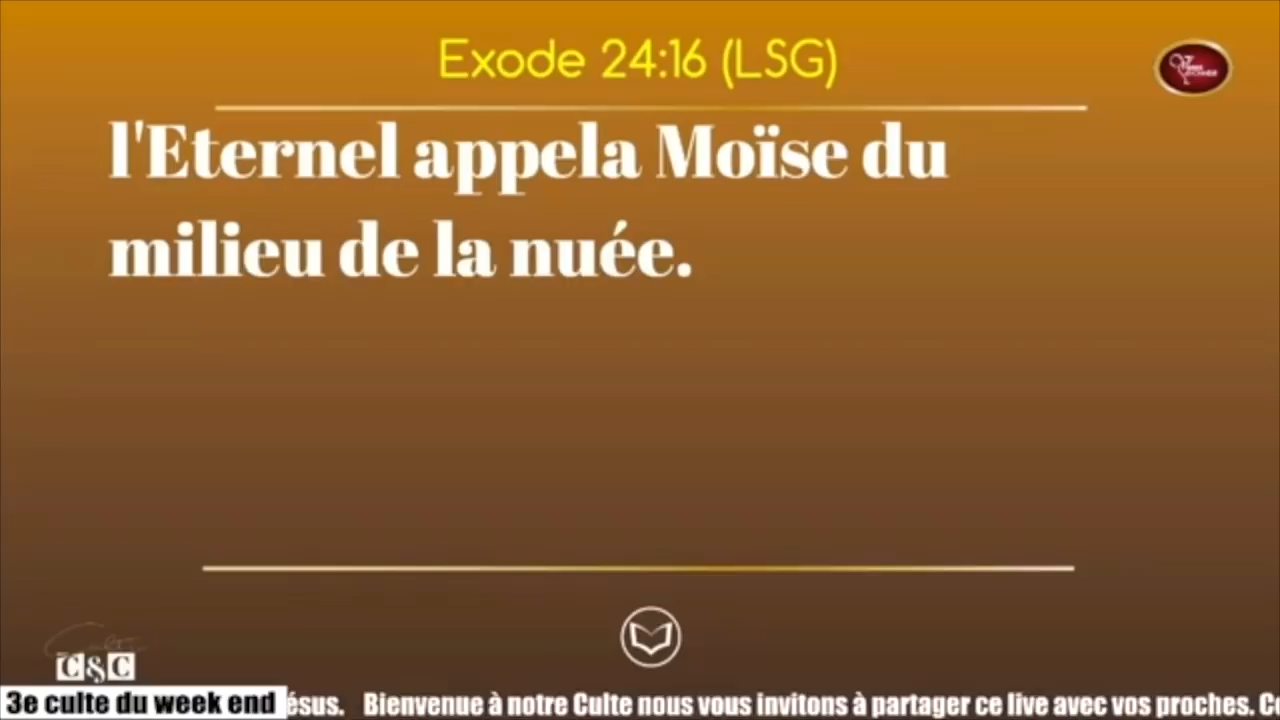 Exode 24:16 (LSG)
l'Eternel appela Moïse du
milieu de la nuée.
C&C
3e culte du week end
ésus. Bienvenue à notre Culte nous vous invitons à partager ce live avec vos proches.